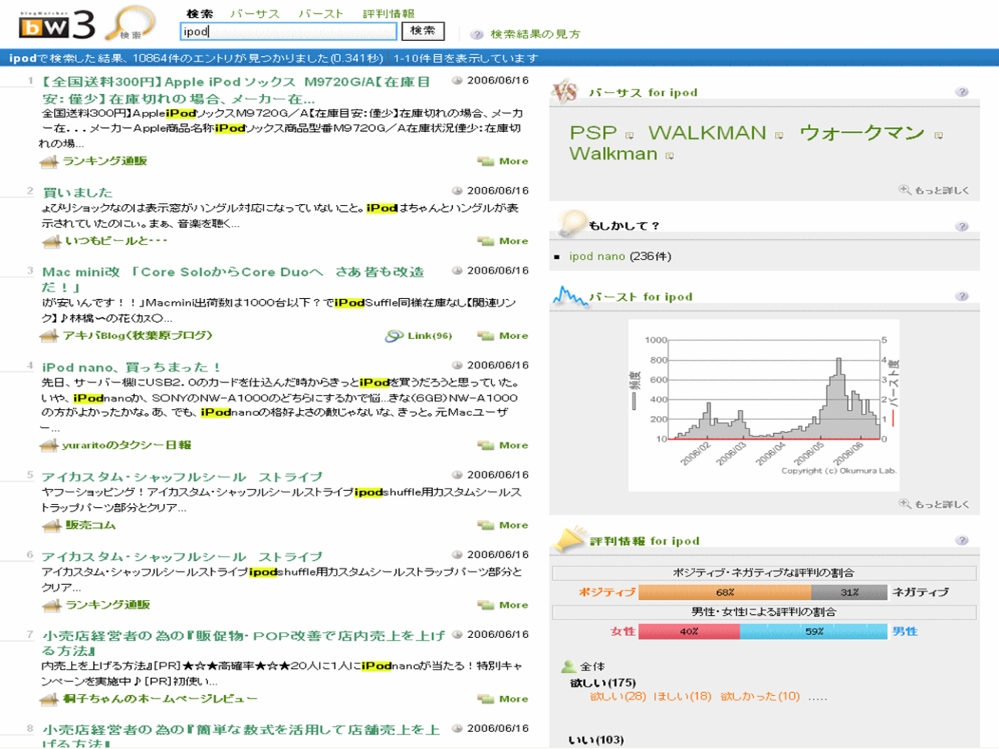 blogWatcher
bw3
検索
検索 バーサス バースト 評判情報
ipod
検索
検索結果の見方
ipodで検索した結果、10864件のエントリが見つかりました(0.341秒) 1-10件目を表示しています
1 【全国送料300円】Apple iPod ソックス M9720G/A【在庫目
安：僅少】在庫切れの場合、メーカー在...
2006/06/16
全国送料300円】AppleiPodソックスM9720G／A【在庫目安：僅少】在庫切れの場合、メーカ
ー在．．．メーカーApple商品名称iPodソックス商品型番M9720G／A在庫状況僅少：在庫切
れの場...
ランキング通販
More
2 買いました
2006/06/16
ょぴりショックなのは表示窓がハングル対応になっていないこと。iPodはちゃんとハングルが表
示されていたのにぃ。まぁ、音楽を聴く...
いつもビールと・・・
More
3 Mac mini改 「Core SoloからCore Duoへ さあ皆も改造
だ！」
2006/06/16
iが安いんです！！」Macmini出荷数は1000台以下？でiPodSuffle同様在庫なし【関連リン
ク】♪林檎〜の花(ｶｽ〇...
アキバBlog(秋葉原ブログ)
Link(96)
More
4 iPod nano、買っちまった！
2006/06/16
先日、サーバー機にUSB2．0のカードを仕込んだ時からきっとiPodを買うだろうと思っていた。
いや、iPodnanoか、SONYのNW-A1000のどちらにするかで悩...きな(6GB)NW-A1000
の方がよかったかな。あ、でも、iPodnanoの格好よさの敵じゃないな、きっと。元Macユーザ
ー...
yuraritoのタクシー日報
More
5 アイカスタム・シャッフルシール ストライプ
2006/06/16
ヤフーショッピング！アイカスタム・シャッフルシールストライプipodshuffle用カスタムシールス
トラップパーツ部分とクリア...
販売コム
More
6 アイカスタム・シャッフルシール ストライプ
2006/06/16
アイカスタム・シャッフルシールストライプipodshuffle用カスタムシールストラップパーツ部分と
クリア...
ランキング通販
More
7 小売店経営者の為の『販促物・POP改善で店内売上を上げ
る方法』
2006/06/16
内売上を上げる方法』[PR]★☆★高確率★☆★20人に1人にiPodnanoが当たる！特別キャ
ンペーンを実施中♪[PR]初使い...
桐子ちゃんのホームページレビュー
More
8 小売店経営者の為の『簡単な数式を活用して店舗売上を上
げる方法』
2006/06/16
VS バーサス for ipod
PSP WALKMAN ウォークマン
Walkman
もっと詳しく
もしかして？
ipod nano (236件)
バースト for ipod
1000
800
600
400
200
10
頻度
5
4
3
2
1
0
バースト度
2006/02 2006/03 2006/04 2006/05 2006/06
Copyright (c) Okumura Lab.
もっと詳しく
評判情報 for ipod
ポジティブ・ネガティブな評判の割合
ポジティブ 68% 31% ネガティブ
男性・女性による評判の割合
女性 40% 59% 男性
全体
欲しい(175)
欲しい(28) ほしい(18) 欲しかった(10) .....
いい(103)